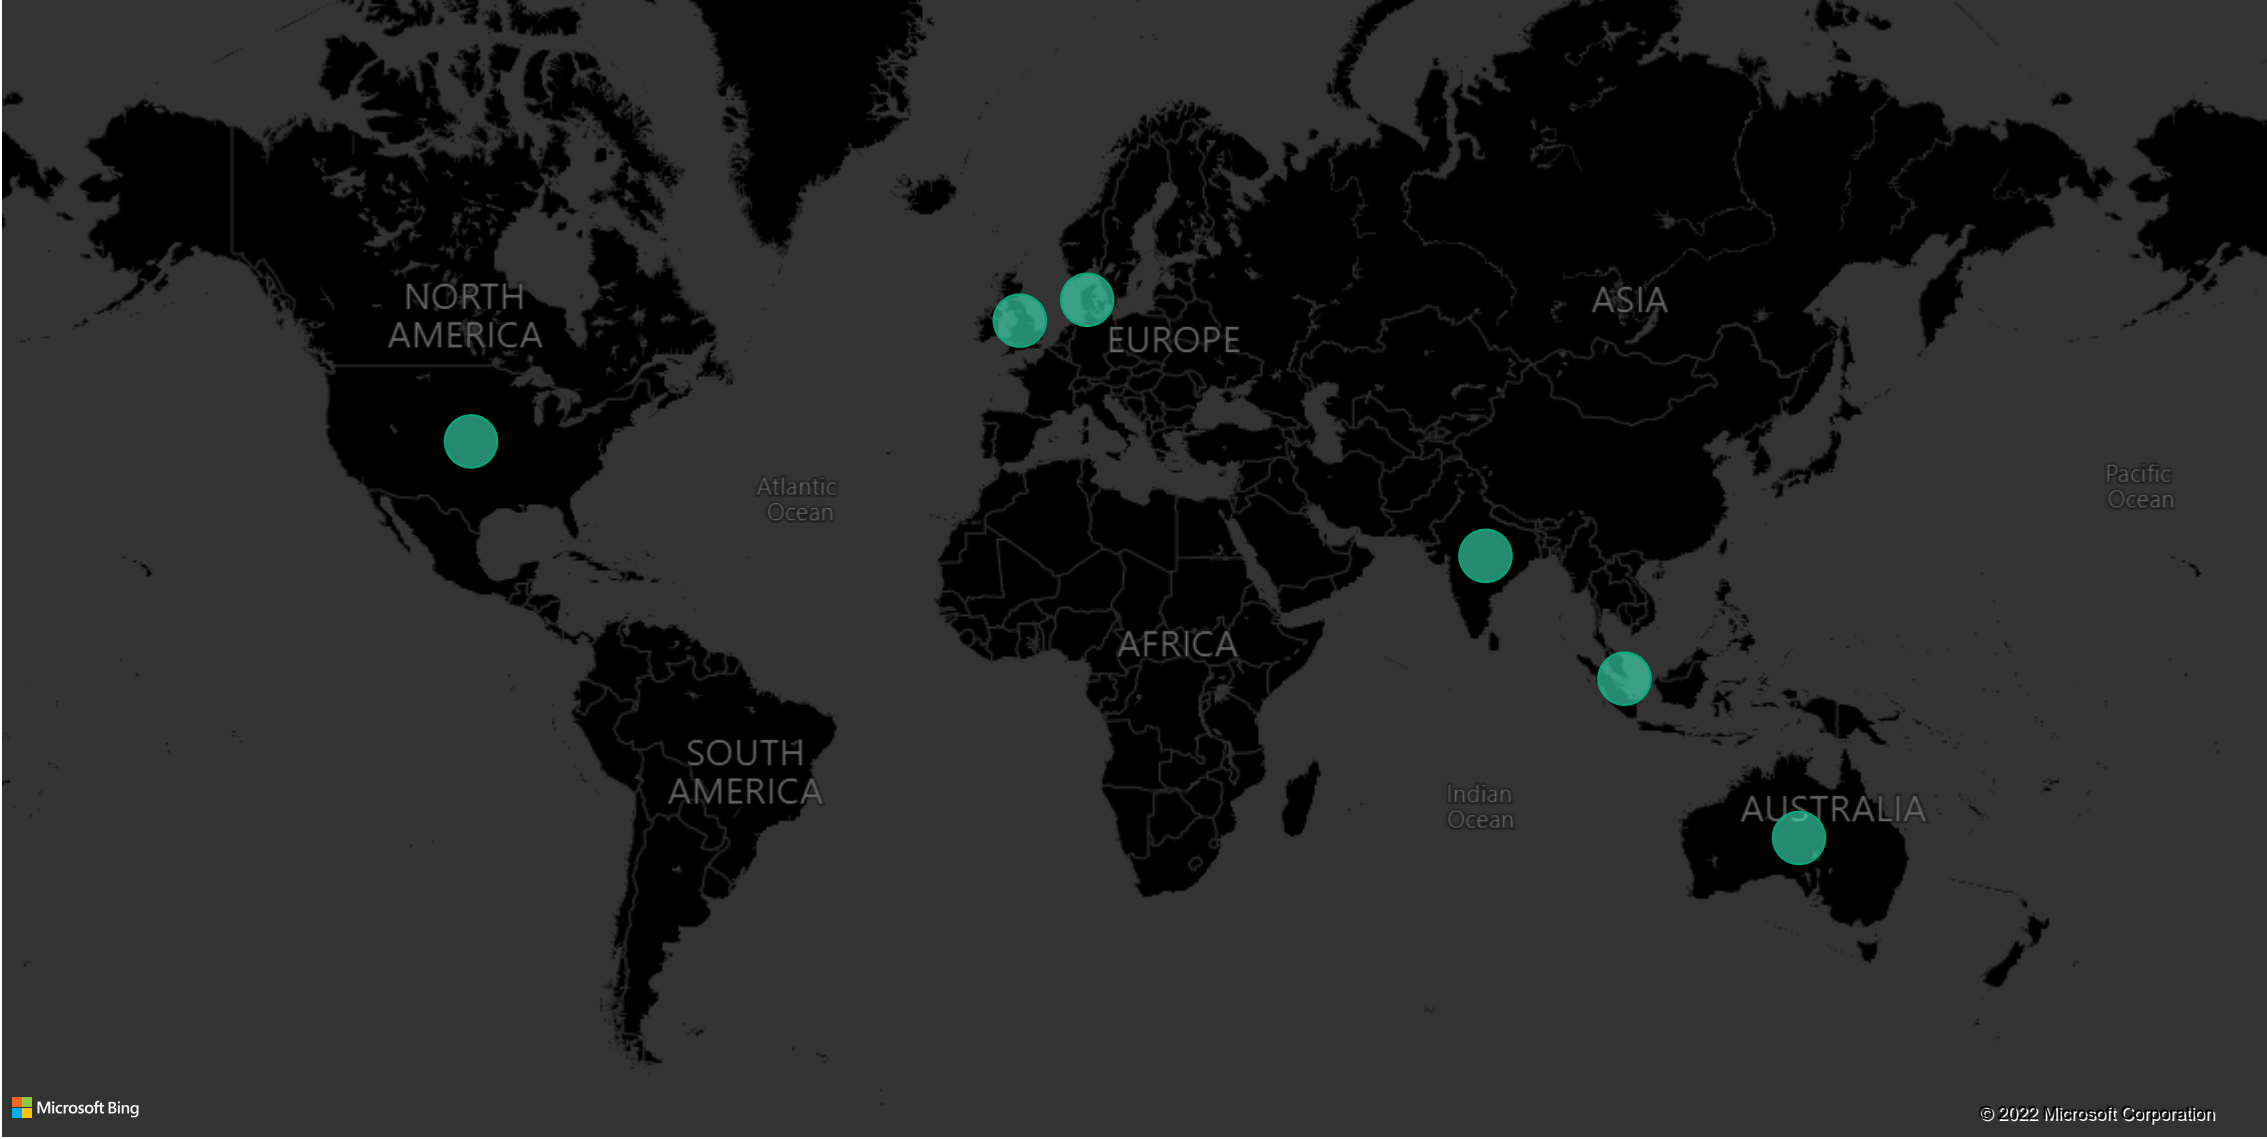 NORTH
AMERICA
ASIA
EUROPE
Atlantic
Ocean
Pacific
Ocean
AFRICA
SOUTH
AMERICA
Indian
Ocean
AUSTRALIA
Microsoft Bing
© 2022 Microsoft Corporation